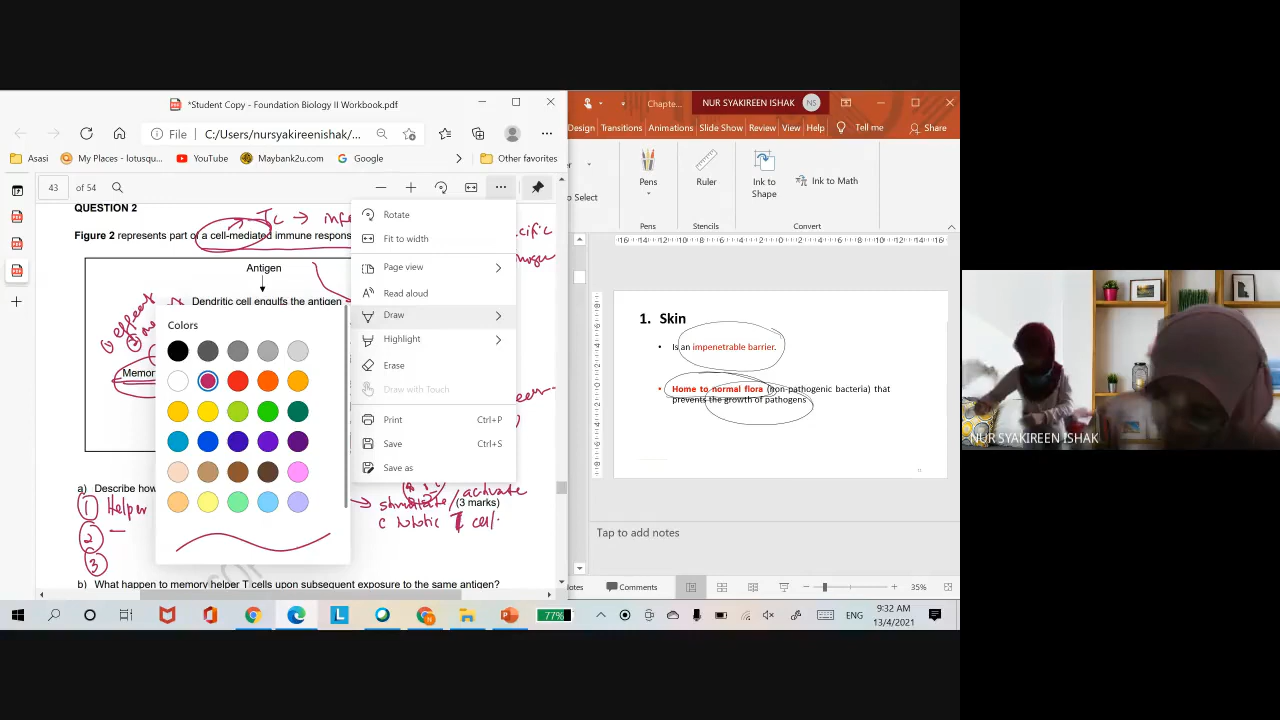 *Student Copy - Foundation Biology II Workbook.pdf
File
C:/Users/nursyakireenishak/...
Asasi
My Places - lotusqu...
YouTube
Maybank2u.com
Google
Other favorites
43 of 54
QUESTION 2
Tc → inf
Figure 2 represents part of a cell-mediated immune respons
Antigen
Dendritic cell engulfs the antigen
Memor
a) Describe how
(3 marks)
① Helper
→ stimulate / activate
②
T cell
③
b) What happen to memory helper T cells upon subsequent exposure to the same antigen?
Rotate
Fit to width
Page view
Read aloud
Draw
Highlight
Erase
Draw with Touch
Print Ctrl+P
Save Ctrl+S
Save as
Colors
Chapte...
NUR SYAKIREEN ISHAK
NS
Design Transitions Animations Slide Show Review View Help Tell me Share
to Select
Pens
Ruler
Ink to Shape
Ink to Math
Pens
Stencils
Convert
1. Skin
• Is an impenetrable barrier.
• Home to normal flora (non-pathogenic bacteria) that
prevents the growth of pathogens
Tap to add notes
Comments
35%
77%
ENG
9:32 AM
13/4/2021
NUR SYAKIREEN ISHAK